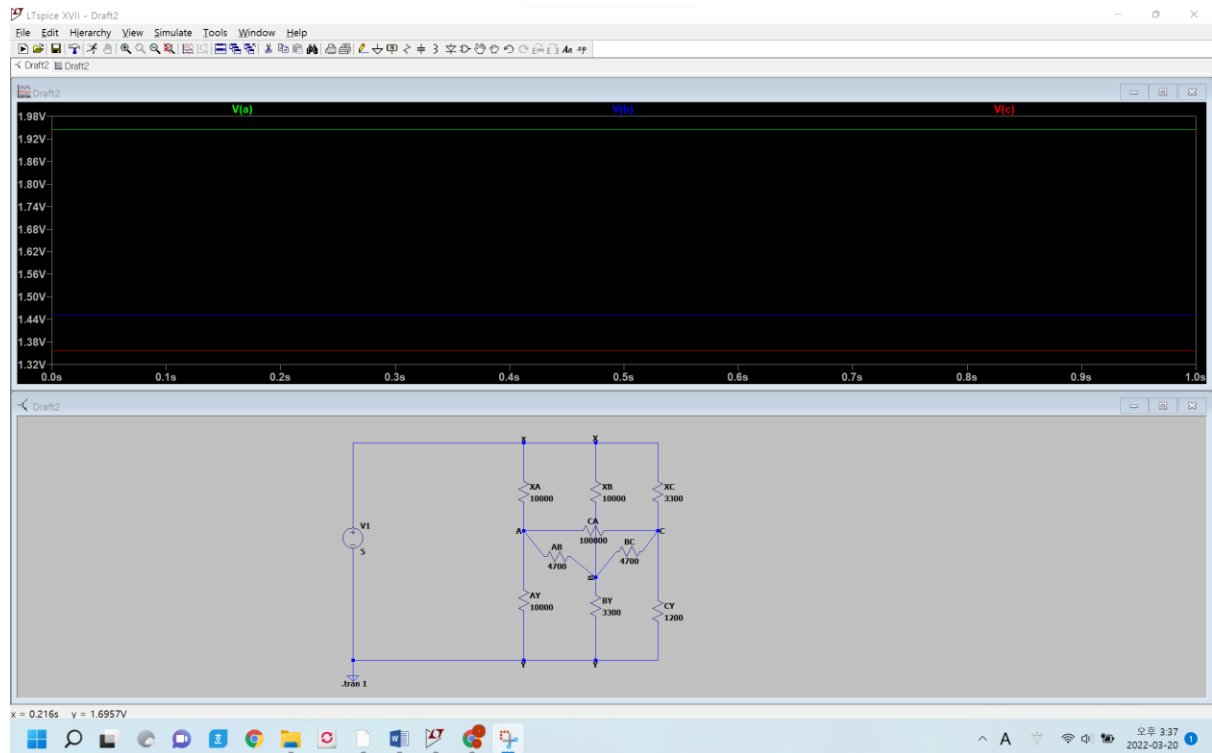 LTspice XVII - Draft2
File Edit Hierarchy View Simulate Tools Window Help
Draft2 Draft2
Draft2
V(a) V(b) V(c)
1.98V
1.92V
1.86V
1.80V
1.74V
1.68V
1.62V
1.56V
1.50V
1.44V
1.38V
1.32V
0.0s 0.1s 0.2s 0.3s 0.4s 0.5s 0.6s 0.7s 0.8s 0.9s 1.0s
Draft2
X X
XA XB XC
10000 10000 3300
CA
A C
100000
V1
5
AB BC
4700 4700
B
AY BY CY
10000 3300 1200
Y Y
.tran 1
x = 0.216s y = 1.6957V
A 오후 3:37
2022-03-20 1